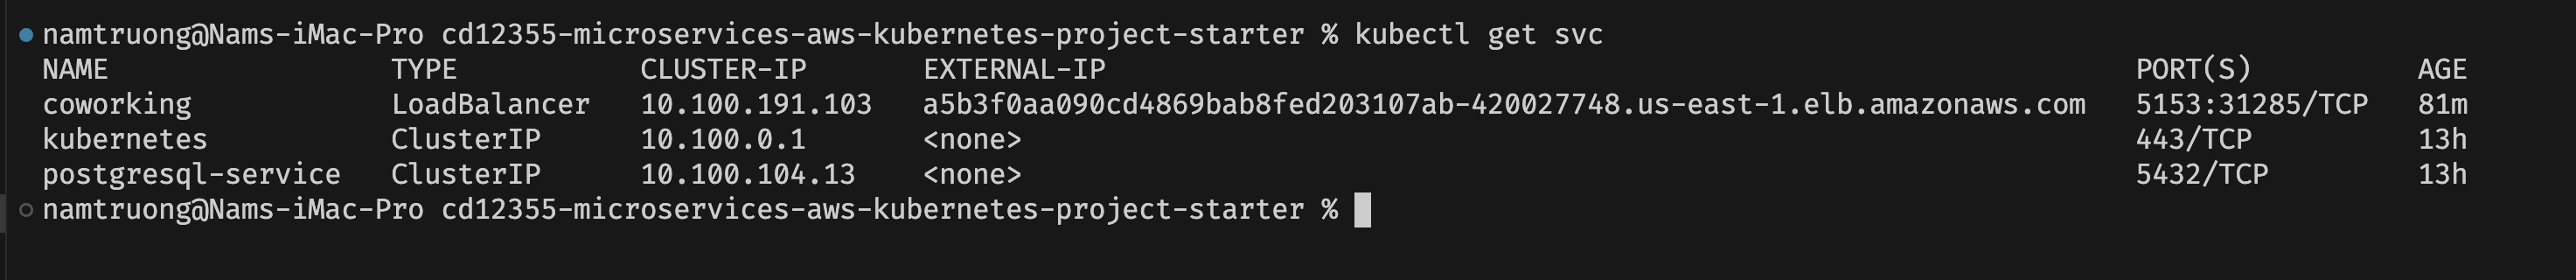 namtruong@Nams-iMac-Pro cd12355-microservices-aws-kubernetes-project-starter % kubectl get svc
NAME TYPE CLUSTER-IP EXTERNAL-IP PORT(S) AGE
coworking LoadBalancer 10.100.191.103 a5b3f0aa090cd4869bab8fed203107ab-420027748.us-east-1.elb.amazonaws.com 5153:31285/TCP 81m
kubernetes ClusterIP 10.100.0.1 <none> 443/TCP 13h
postgresql-service ClusterIP 10.100.104.13 <none> 5432/TCP 13h
namtruong@Nams-iMac-Pro cd12355-microservices-aws-kubernetes-project-starter %